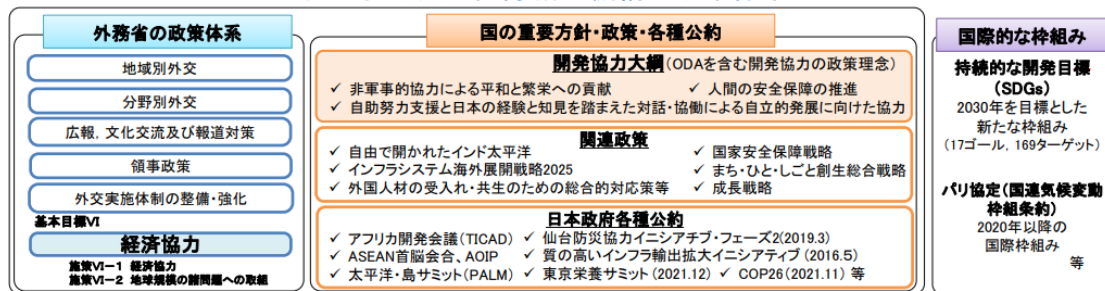 外務省の政策体系
地域別外交
分野別外交
広報，文化交流及び報道対策
領事政策
外交実施体制の整備・強化
基本目標Ⅵ
経済協力
施策Ⅵ－１ 経済協力
施策Ⅵ－２ 地球規模の諸問題への取組
国の重要方針・政策・各種公約
開発協力大綱(ODAを含む開発協力の政策理念)
✓ 非軍事的協力による平和と繁栄への貢献 ✓ 人間の安全保障の推進
✓ 自助努力支援と日本の経験と知見を踏まえた対話・協働による自立的発展に向けた協力
関連政策
✓ 自由で開かれたインド太平洋 ✓ 国家安全保障戦略
✓ インフラシステム海外展開戦略2025 ✓ まち・ひと・しごと創生総合戦略
✓ 外国人材の受入れ・共生のための総合的対応策等 ✓ 成長戦略
日本政府各種公約
✓ アフリカ開発会議(TICAD) ✓ 仙台防災協力イニシアチブ・フェーズ2(2019.3)
✓ ASEAN首脳会合、AOIP ✓ 質の高いインフラ輸出拡大イニシアティブ (2016.5)
✓ 太平洋・島サミット(PALM) ✓ 東京栄養サミット (2021.12) ✓ COP26(2021.11) 等
国際的な枠組み
持続的な開発目標
(SDGs)
2030年を目標とした
新たな枠組み
(17ゴール，169ターゲット)
パリ協定(国連気候変動
枠組条約)
2020年以降の
国際枠組み
等